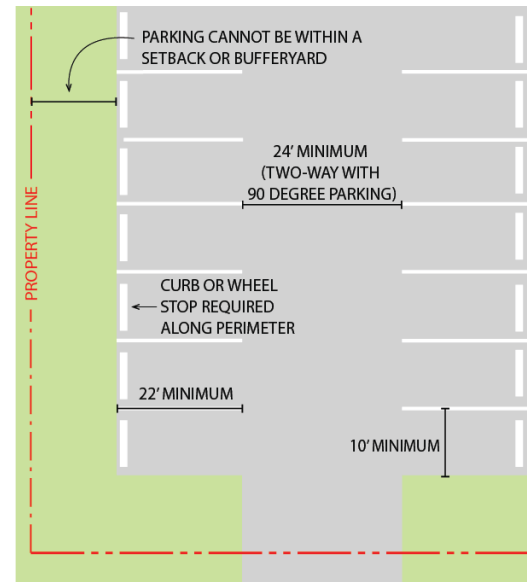 PARKING CANNOT BE WITHIN A
SETBACK OR BUFFERYARD
24' MINIMUM
(TWO-WAY WITH
90 DEGREE PARKING)
PROPERTY LINE
CURB OR WHEEL
STOP REQUIRED
ALONG PERIMETER
22' MINIMUM
10' MINIMUM